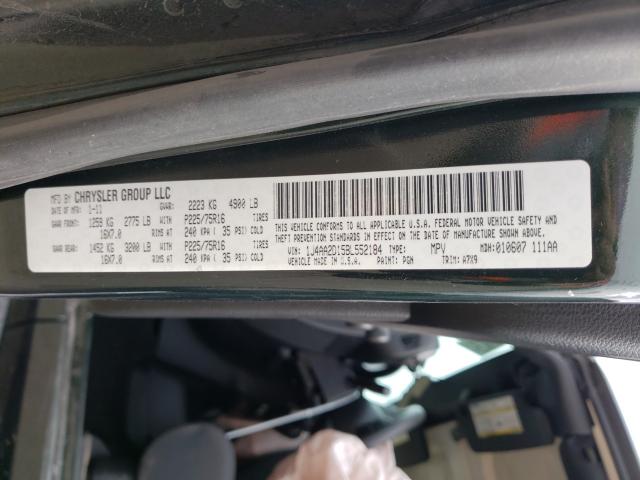 MFD BY: CHRYSLER GROUP LLC
DATE OF MFR: 1-11 GVWR: 2223 KG 4900 LB
GAWR FRONT: 1259 KG 2775 LB WITH P225/75R16 TIRES
16X7.0 RIMS AT 240 KPA ( 35 PSI) COLD
GAWR REAR: 1452 KG 3200 LB WITH P225/75R16 TIRES
16X7.0 RIMS AT 240 KPA ( 35 PSI) COLD
THIS VEHICLE CONFORMS TO ALL APPLICABLE U.S.A. FEDERAL MOTOR VEHICLE SAFETY
AND THEFT PREVENTION STANDARDS IN EFFECT ON THE DATE OF MANUFACTURE SHOWN ABOVE.
VIN: 1J4AA2D15BL552184 TYPE: MPV MDH: 010607 111AA
VEHICLE MADE IN U.S.A. PAINT: PGN TRIM: A7X9